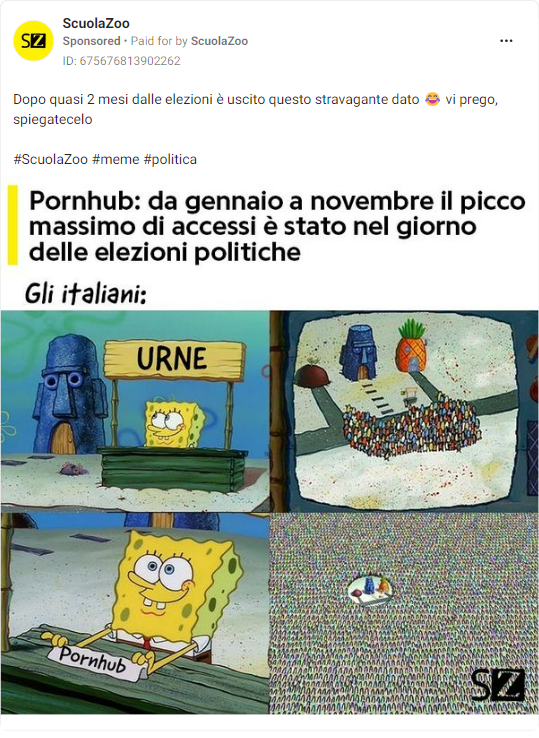 ScuolaZoo
Sponsored • Paid for by ScuolaZoo
ID: 675676813902262
Dopo quasi 2 mesi dalle elezioni è uscito questo stravagante dato 😂 vi prego,
spiegatecelo
#ScuolaZoo #meme #politica
Pornhub: da gennaio a novembre il picco
massimo di accessi è stato nel giorno
delle elezioni politiche
Gli italiani:
URNE
Pornhub
SZ